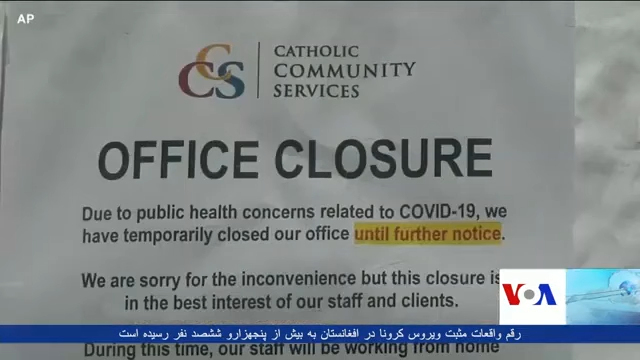 AP
CCS
CATHOLIC
COMMUNITY
SERVICES
OFFICE CLOSURE
Due to public health concerns related to COVID-19, we
have temporarily closed our office until further notice.
We are sorry for the inconvenience but this closure is
in the best interest of our staff and clients.
VOA
رقم واقعات مثبت ویروس کرونا در افغانستان به بیش از پنجهزارو ششصد نفر رسیده است
During this time, our staff will be working from home